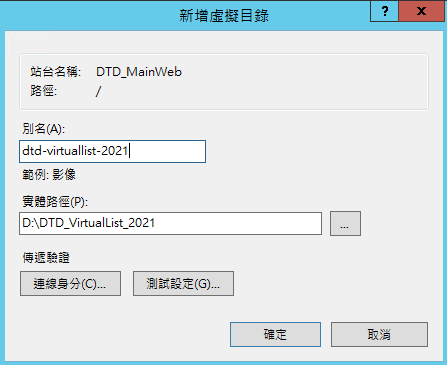 新增虛擬目錄
?
x
站台名稱: DTD_MainWeb
路徑: /
別名(A):
dtd-virtuallist-2021
範例: 影像
實體路徑(P):
D:\DTD_VirtualList_2021
...
傳遞驗證
連線身分(C)... 測試設定(G)...
確定 取消